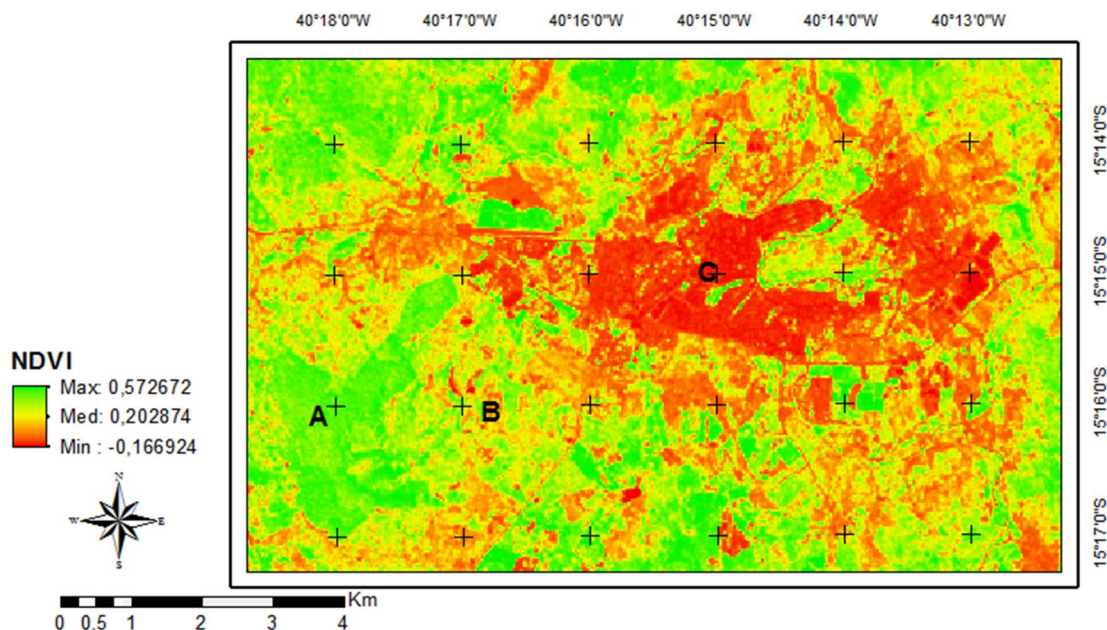 40°18'0"W 40°17'0"W 40°16'0"W 40°15'0"W 40°14'0"W 40°13'0"W
15°14'0"S
15°15'0"S
15°16'0"S
15°17'0"S
C
A
B
NDVI
Max: 0,572672
Med: 0,202874
Min : -0,166924
N
W
E
S
0 0,5 1 2 3 4 Km